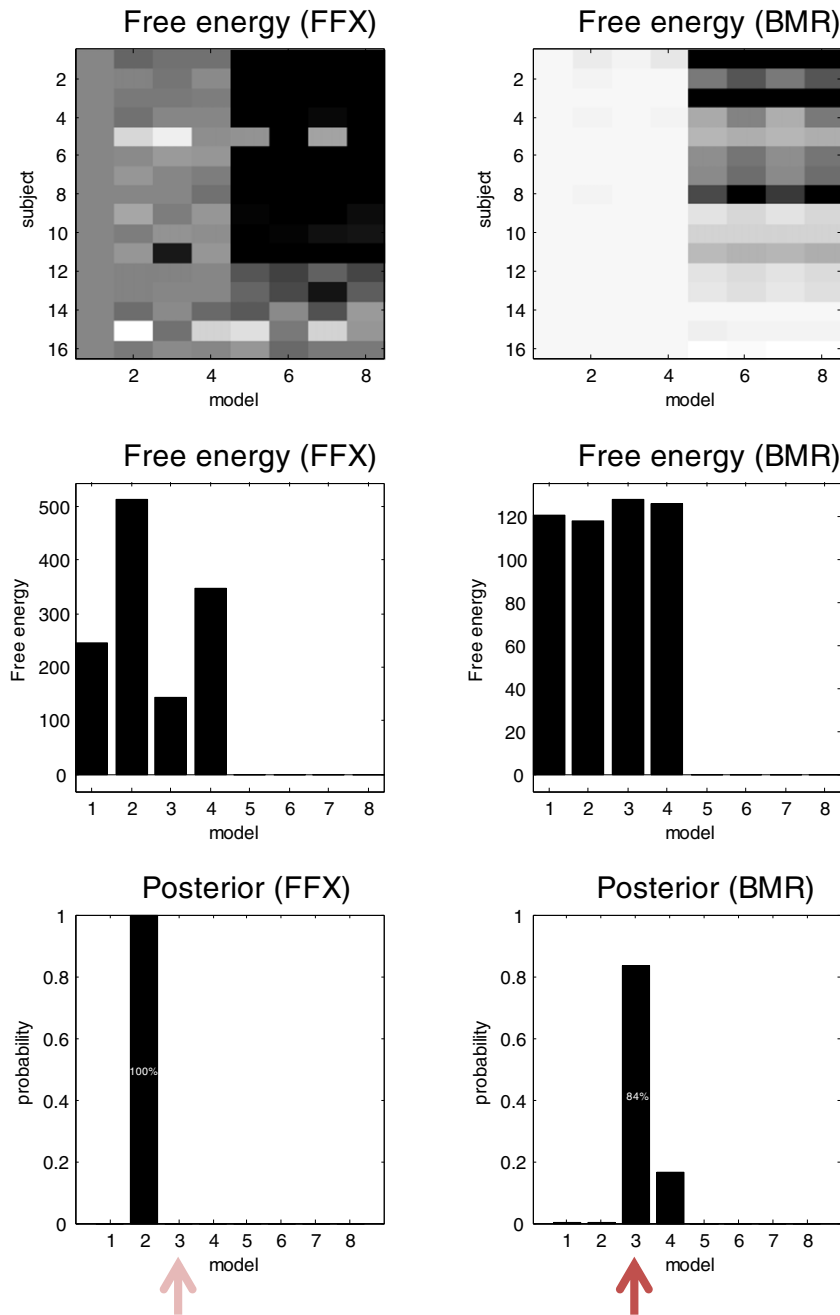 Free energy (FFX)
2
4
6
8
10
12
14
16
subject
2 4 6 8
model
Free energy (BMR)
2
4
6
8
10
12
14
16
subject
2 4 6 8
model
Free energy (FFX)
500
400
300
200
100
0
Free energy
1 2 3 4 5 6 7 8
model
Free energy (BMR)
120
100
80
60
40
20
0
Free energy
1 2 3 4 5 6 7 8
model
Posterior (FFX)
1
0.8
0.6
0.4
0.2
0
probability
100%
1 2 3 4 5 6 7 8
model
Posterior (BMR)
1
0.8
0.6
0.4
0.2
0
probability
84%
1 2 3 4 5 6 7 8
model